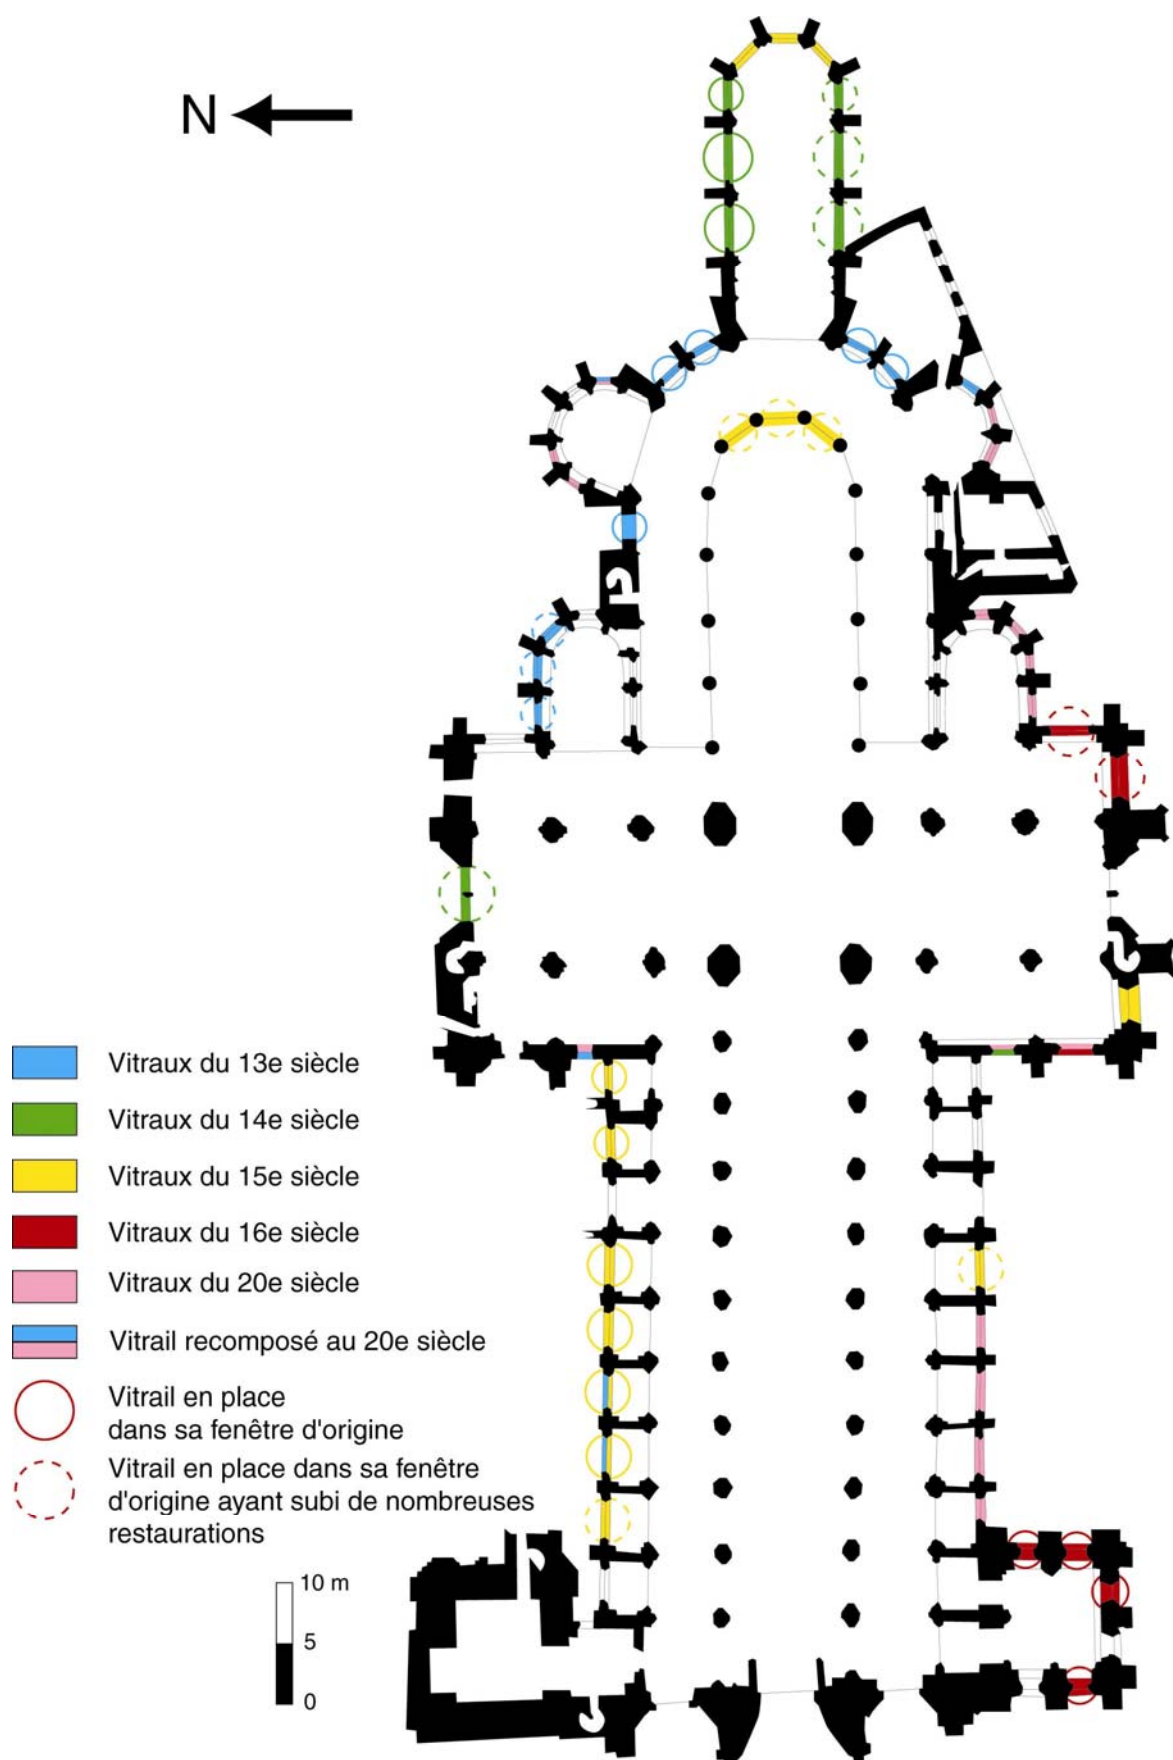 N
Vitraux du 13e siècle
Vitraux du 14e siècle
Vitraux du 15e siècle
Vitraux du 16e siècle
Vitraux du 20e siècle
Vitrail recomposé au 20e siècle
Vitrail en place
dans sa fenêtre d'origine
Vitrail en place dans sa fenêtre
d'origine ayant subi de nombreuses
restaurations
10 m
5
0